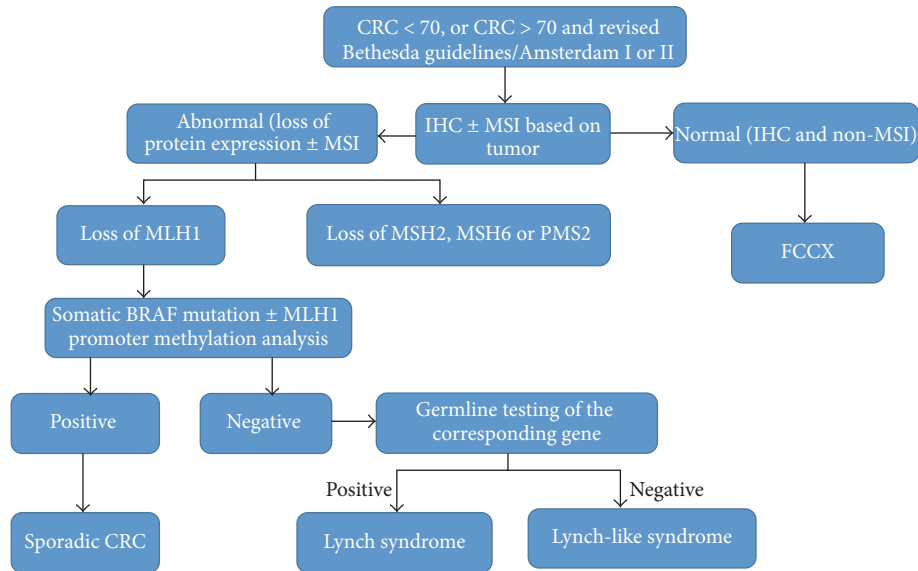 CRC < 70, or CRC > 70 and revised
Bethesda guidelines/Amsterdam I or II
Abnormal (loss of
protein expression ± MSI
IHC ± MSI based on
tumor
Normal (IHC and non-MSI)
Loss of MLH1
Loss of MSH2, MSH6 or PMS2
FCCX
Somatic BRAF mutation ± MLH1
promoter methylation analysis
Positive
Negative
Germline testing of the
corresponding gene
Positive
Negative
Sporadic CRC
Lynch syndrome
Lynch-like syndrome